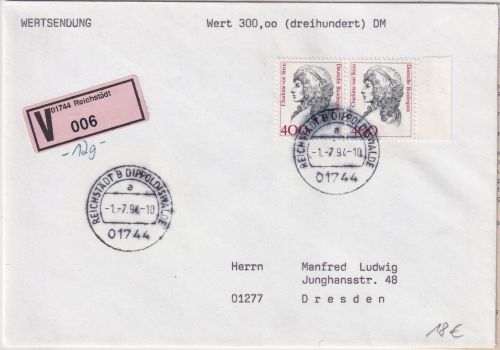 WERTSENDUNG Wert 300,oo (dreihundert) DM
V 01744 Reichstädt
006
-12g-
Charlotte von Stein
Deutsche Bundespost
400
Charlotte von Stein
Deutsche Bundespost
400
REICHSTÄDT B DIPPOLDISWALDE
a
-1.-7.94-10
01744
REICHSTÄDT B DIPPOLDISWALDE
a
-1.-7.94-10
01744
Herrn Manfred Ludwig
Junghansstr. 48
01277 Dresden
18€